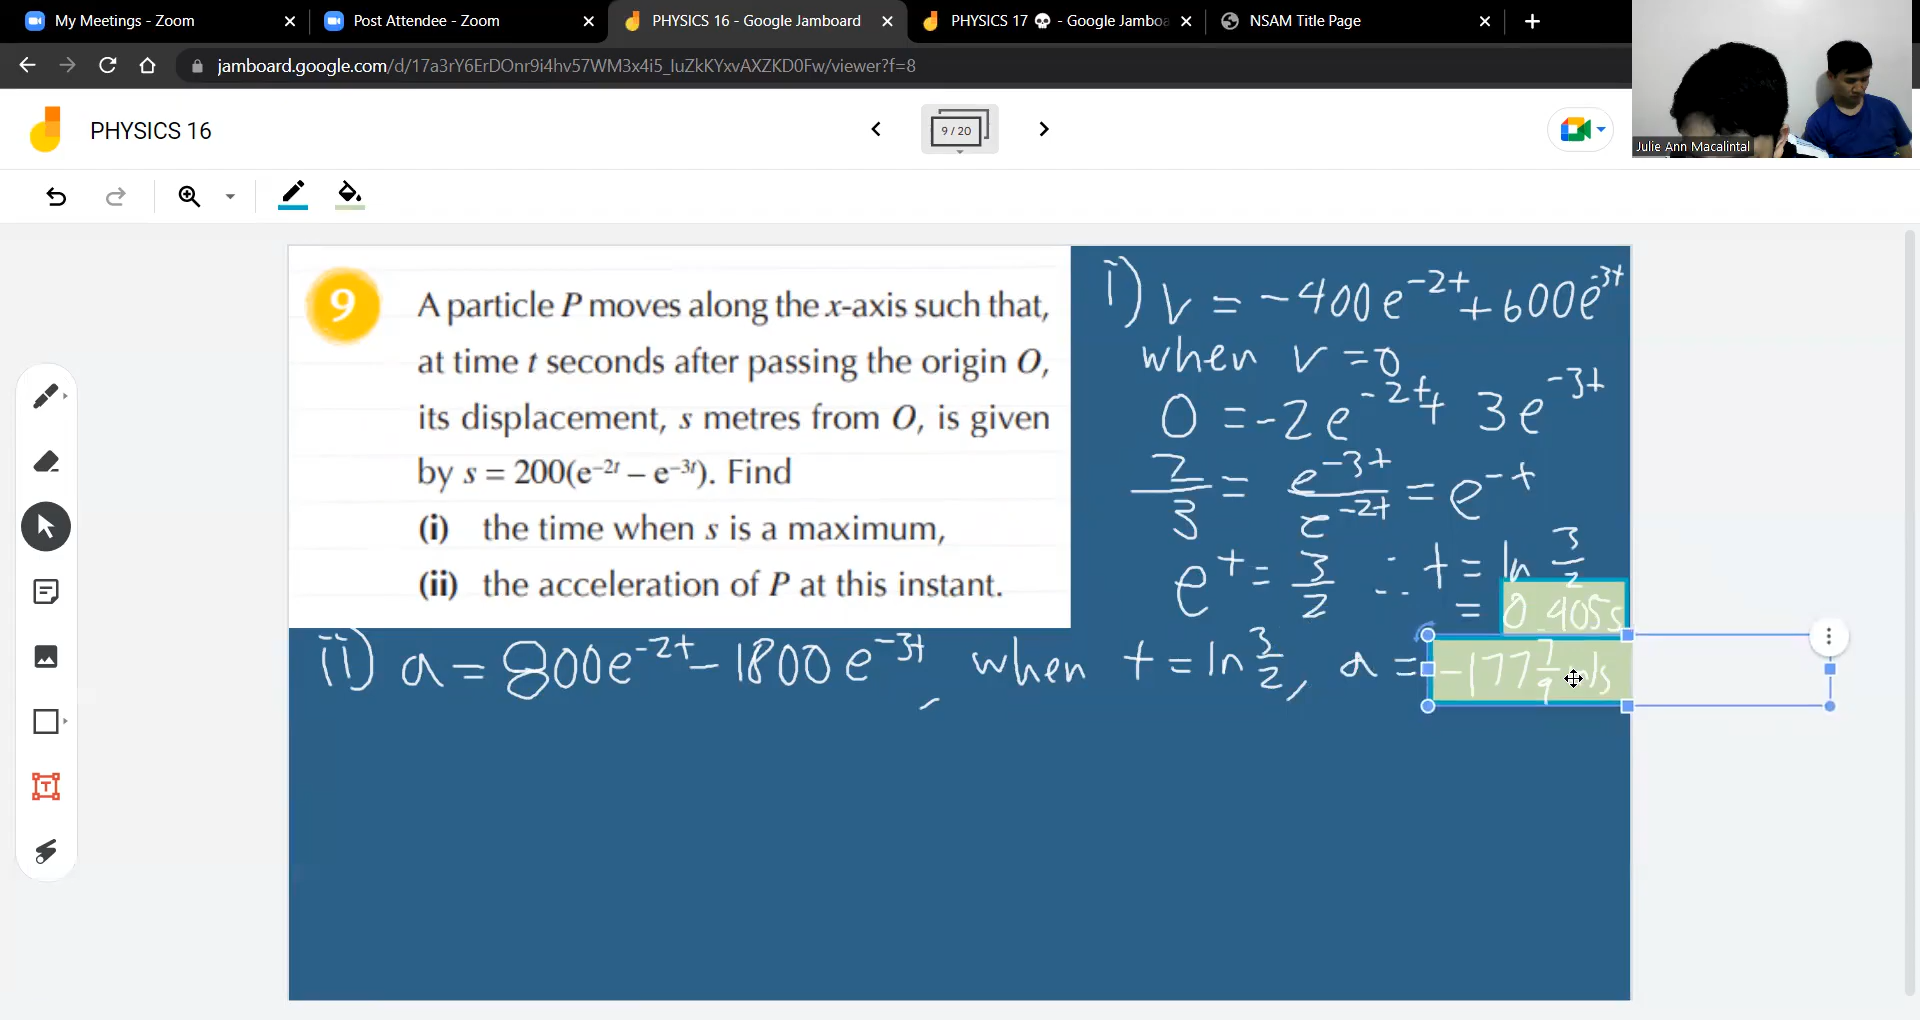 My Meetings - Zoom
Post Attendee - Zoom
PHYSICS 16 - Google Jamboard
PHYSICS 17 💀 - Google Jamboa
NSAM Title Page
jamboard.google.com/d/17a3rY6ErDOnr9i4hv57WM3x4i5_IuZkKYxvAXZKD0Fw/viewer?f=8
Julie Ann Macalintal
PHYSICS 16
9 / 20
9
A particle P moves along the x-axis such that,
at time t seconds after passing the origin O,
its displacement, s metres from O, is given
by s = 200(e⁻²ᵗ – e⁻³ᵗ). Find
(i) the time when s is a maximum,
(ii) the acceleration of P at this instant.
i) v = -400e^-2t + 600e^-3t
when v = 0
0 = -2e^-2t + 3e^-3t
2/3 = e^-3t/e^-2t = e^-t
e^t = 3/2 ∴ t = ln 3/2
= 0.405s
ii) a = 800e^-2t - 1800e^-3t, when t = ln 3/2, a = -177 7/9 m/s